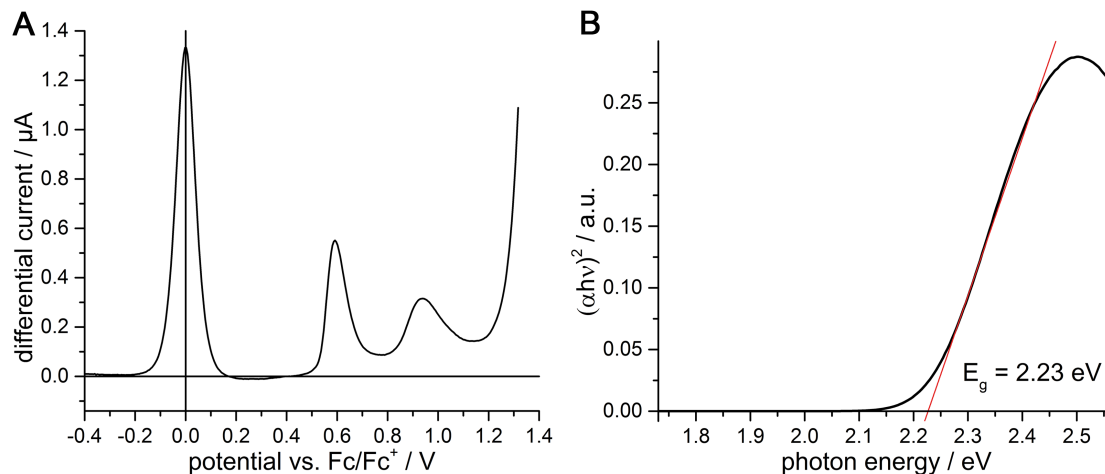 A
differential current / µA
1.4
1.2
1.0
0.8
0.6
0.4
0.2
0.0
-0.4 -0.2 0.0 0.2 0.4 0.6 0.8 1.0 1.2 1.4
potential vs. Fc/Fc⁺ / V
B
(αhν)² / a.u.
0.25
0.20
0.15
0.10
0.05
0.00
E_g = 2.23 eV
1.8 1.9 2.0 2.1 2.2 2.3 2.4 2.5
photon energy / eV